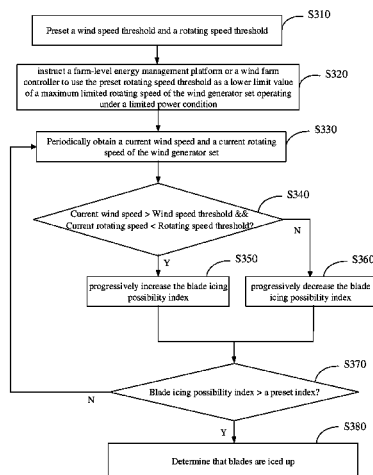 S310
Preset a wind speed threshold and a rotating speed threshold
S320
instruct a farm-level energy management platform or a wind farm
controller to use the preset rotating speed threshold as a lower limit value
of a maximum limited rotating speed of the wind generator set operating
under a limited power condition
S330
Periodically obtain a current wind speed and a current rotating
speed of the wind generator set
S340
Current wind speed > Wind speed threshold &&
Current rotating speed < Rotating speed threshold?
N
Y
S350
S360
progressively increase the blade icing
possibility index
progressively decrease the blade
icing possibility index
S370
Blade icing possibility index > a preset index?
N
Y
S380
Determine that blades are iced up